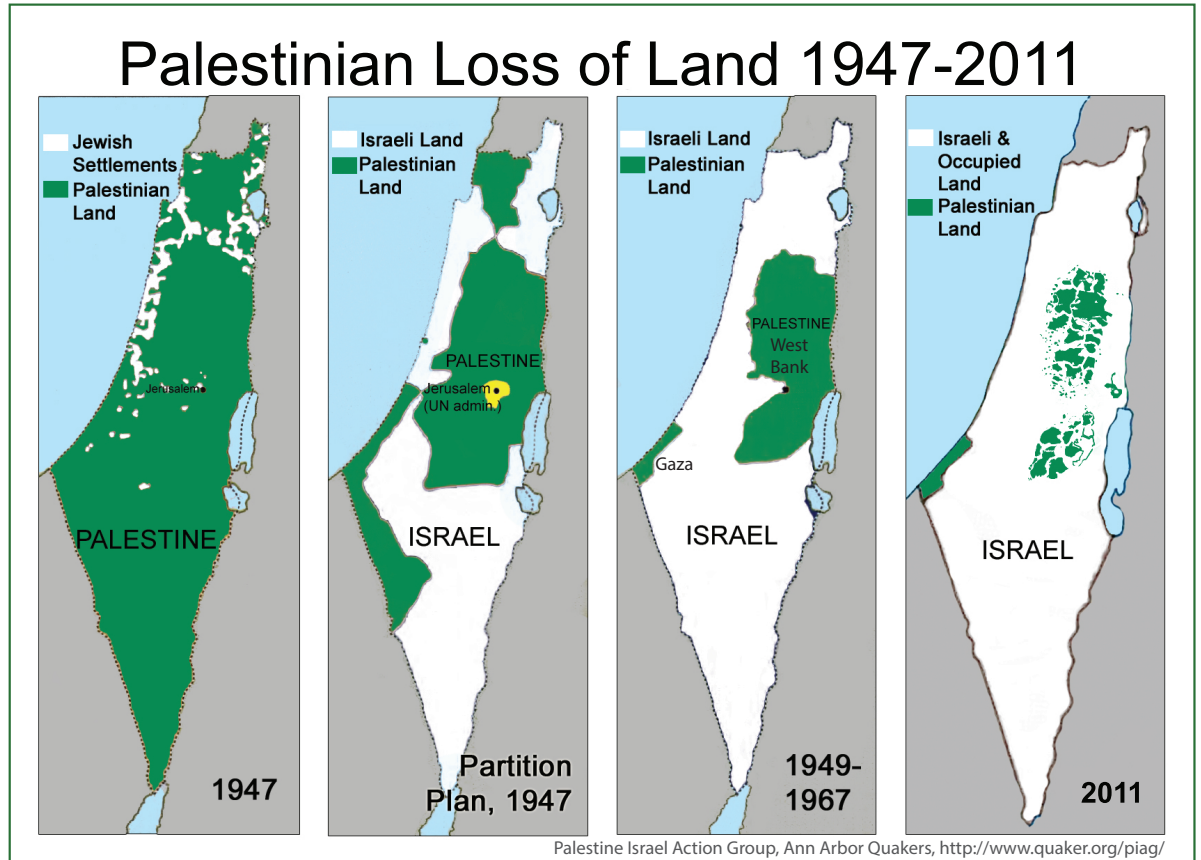 Palestinian Loss of Land 1947-2011
Jewish
Settlements
Palestinian
Land
Jerusalem
PALESTINE
1947
Israeli Land
Palestinian
Land
PALESTINE
Jerusalem
(UN admin.)
ISRAEL
Partition
Plan, 1947
Israeli Land
Palestinian
Land
PALESTINE
West
Bank
Gaza
ISRAEL
1949-
1967
Israeli &
Occupied
Land
Palestinian
Land
ISRAEL
2011
Palestine Israel Action Group, Ann Arbor Quakers, http://www.quaker.org/piag/